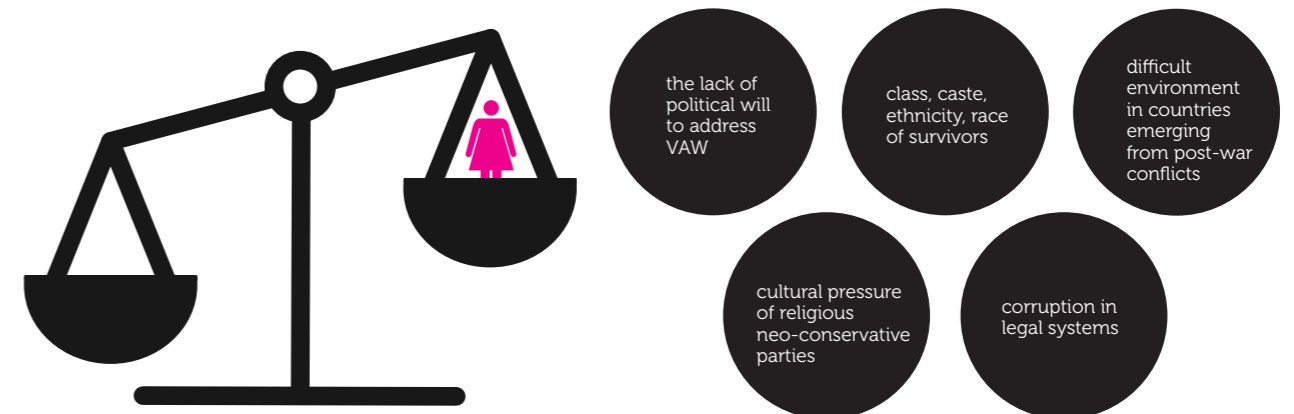 the lack of
political will
to address
VAW
class, caste,
ethnicity, race
of survivors
difficult
environment
in countries
emerging
from post-war
conflicts
cultural pressure
of religious
neo-conservative
parties
corruption in
legal systems